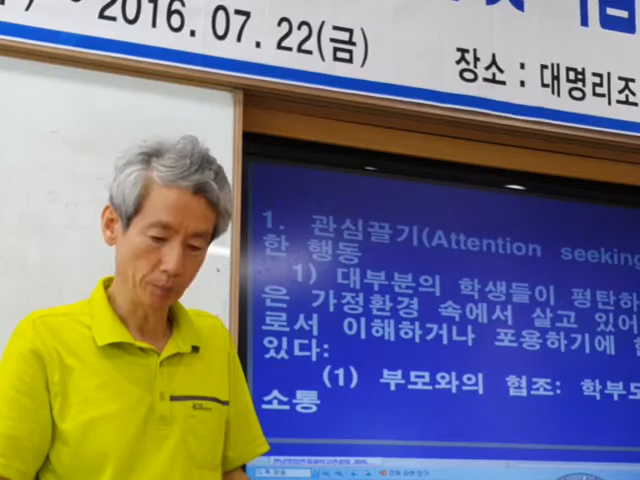 2016. 07. 22(금)
장소 : 대명리조
1. 관심끌기(Attention seeking
한 행동
1) 대부분의 학생들이 평탄하
은 가정환경 속에서 살고 있어
로서 이해하거나 포용하기에
있다:
(1) 부모와의 협조: 학부모
소통